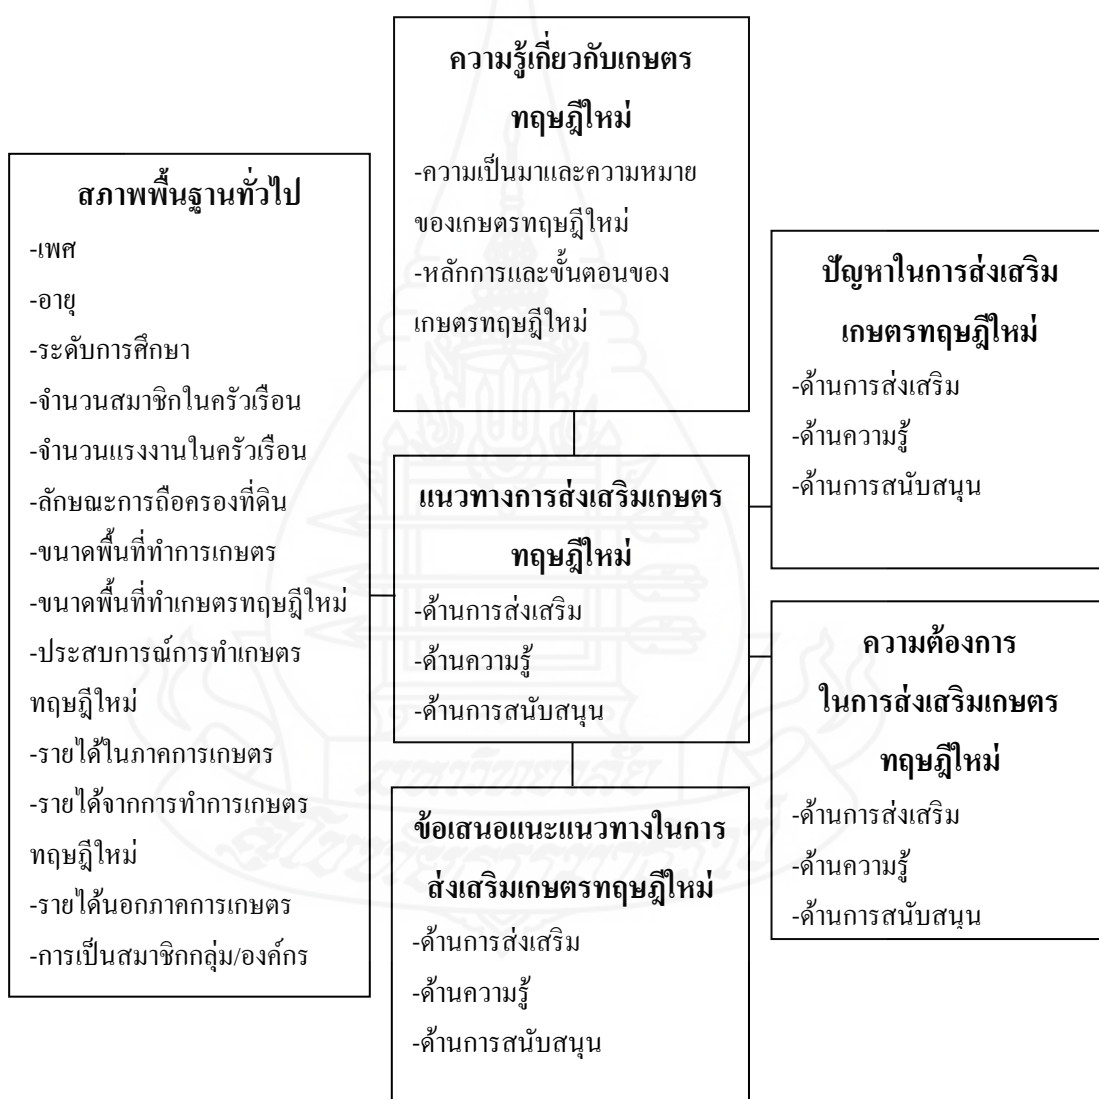 ความรู้เกี่ยวกับเกษตร
ทฤษฎีใหม่
-ความเป็นมาและความหมาย
ของเกษตรทฤษฎีใหม่
-หลักการและขั้นตอนของ
เกษตรทฤษฎีใหม่
สภาพพื้นฐานทั่วไป
-เพศ
-อายุ
-ระดับการศึกษา
-จำนวนสมาชิกในครัวเรือน
-จำนวนแรงงานในครัวเรือน
-ลักษณะการถือครองที่ดิน
-ขนาดพื้นที่ทำการเกษตร
-ขนาดพื้นที่ทำเกษตรทฤษฎีใหม่
-ประสบการณ์การทำเกษตร
ทฤษฎีใหม่
-รายได้ในภาคการเกษตร
-รายได้จากการทำการเกษตร
ทฤษฎีใหม่
-รายได้นอกภาคการเกษตร
-การเป็นสมาชิกกลุ่ม/องค์กร
แนวทางการส่งเสริมเกษตร
ทฤษฎีใหม่
-ด้านการส่งเสริม
-ด้านความรู้
-ด้านการสนับสนุน
ปัญหาในการส่งเสริม
เกษตรทฤษฎีใหม่
-ด้านการส่งเสริม
-ด้านความรู้
-ด้านการสนับสนุน
ความต้องการ
ในการส่งเสริมเกษตร
ทฤษฎีใหม่
-ด้านการส่งเสริม
-ด้านความรู้
-ด้านการสนับสนุน
ข้อเสนอแนะแนวทางในการ
ส่งเสริมเกษตรทฤษฎีใหม่
-ด้านการส่งเสริม
-ด้านความรู้
-ด้านการสนับสนุน
มหาวิทยาลัย
สุโขทัยธรรมาธิราช